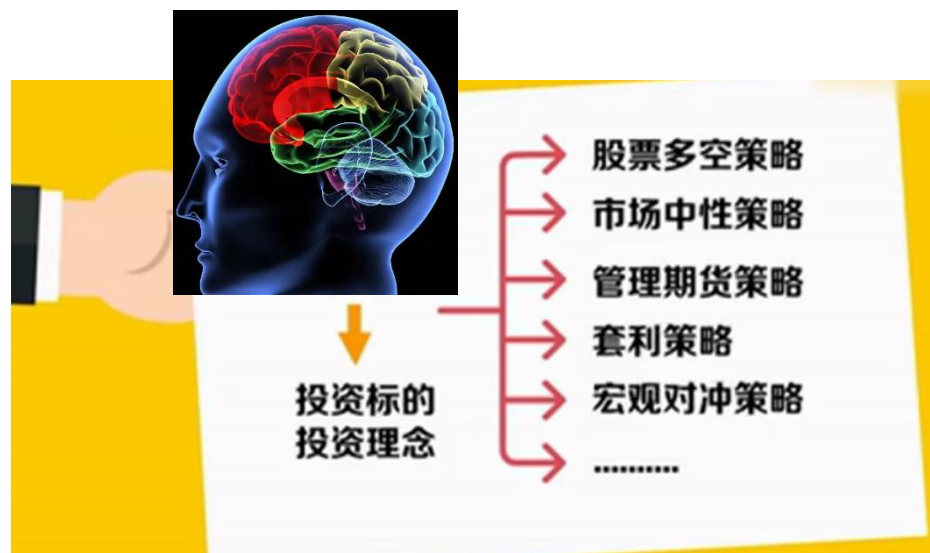 股票多空策略
市场中性策略
管理期货策略
套利策略
宏观对冲策略
..........
投资标的
投资理念